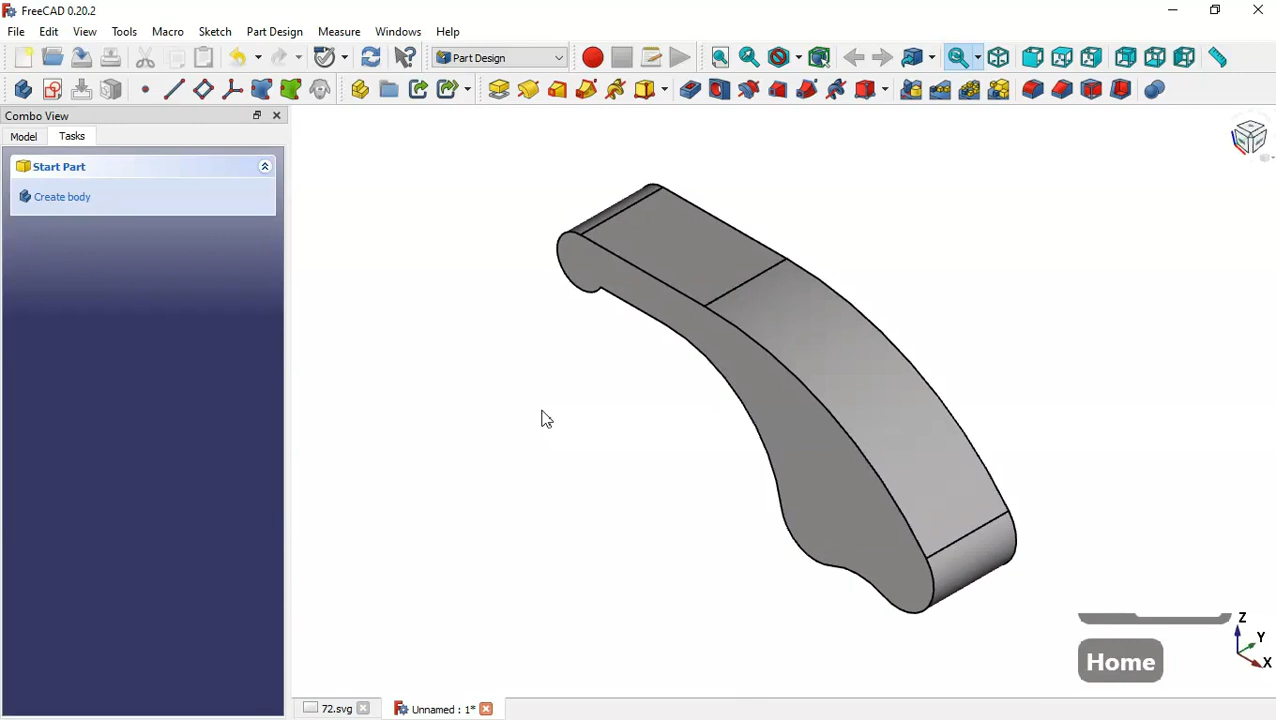 FreeCAD 0.20.2
File Edit View Tools Macro Sketch Part Design Measure Windows Help
Part Design
Combo View
Model Tasks
Start Part
Create body
Home
Z
Y
X
72.svg
Unnamed : 1*